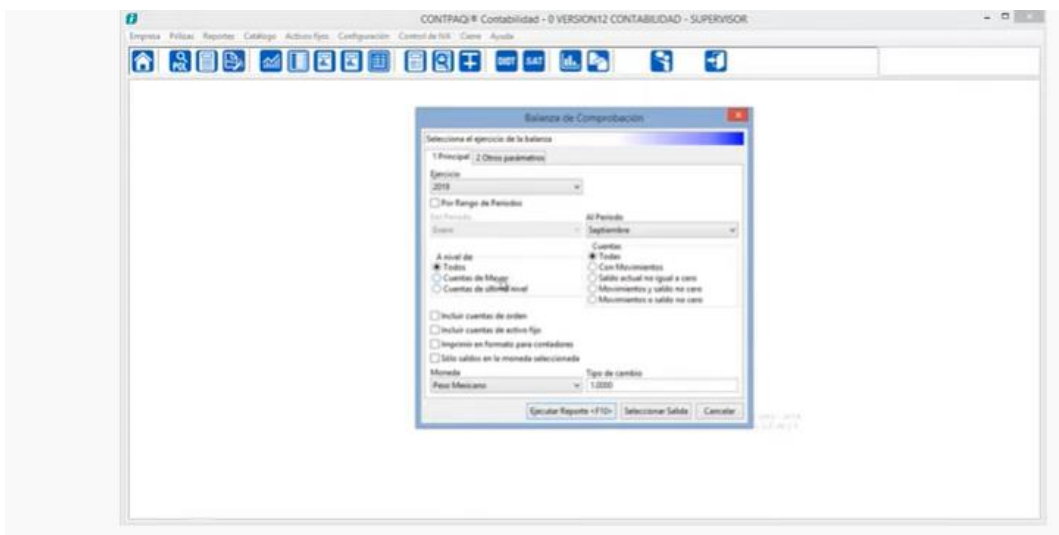 CONTPAQi® Contabilidad - 0 VERSION12 CONTABILIDAD - SUPERVISOR
Empresa Pólizas Reportes Catálogo Activos fijos Configuración Control de IVA Cierre Ayuda
POL DIOT SAT
Balanza de Comprobación
Selecciona el ejercicio de la balanza
1 Principal 2 Otros parámetros
Ejercicio
2018
Por Rango de Periodos
Del Periodo Al Periodo
Enero Septiembre
A nivel de
Todos
Cuentas de Mayor
Cuentas de último nivel
Cuentas
Todas
Con Movimientos
Saldo actual no igual a cero
Movimientos y saldo no cero
Movimientos o saldo no cero
Incluir cuentas de orden
Incluir cuentas de activo fijo
Imprimir en formato para contadores
Sólo saldos en la moneda seleccionada
Moneda Tipo de cambio
Peso Mexicano 1.0000
Ejecutar Reporte <F10> Seleccionar Salida Cancelar